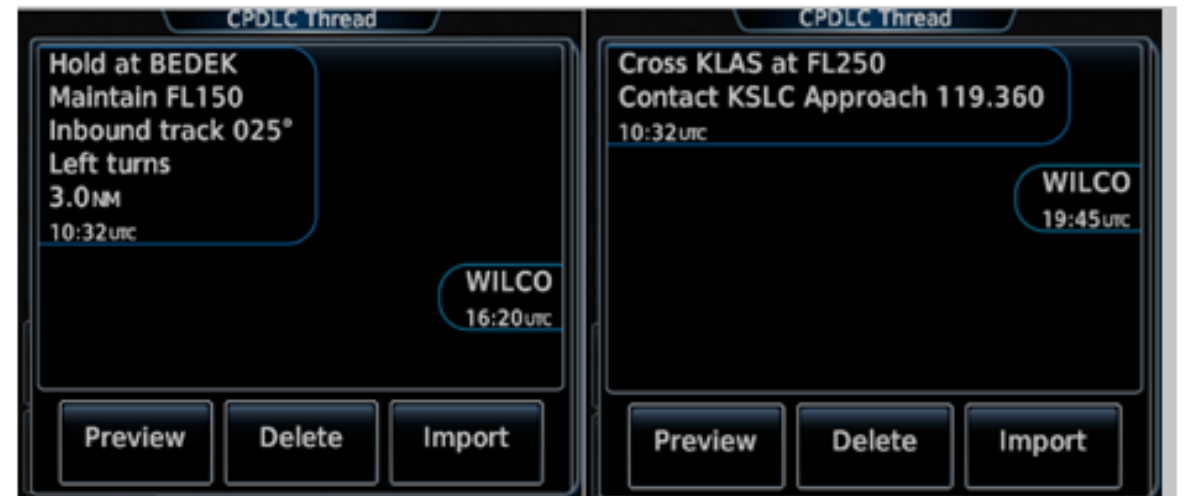 CPDLC Thread
Hold at BEDEK
Maintain FL150
Inbound track 025°
Left turns
3.0NM
10:32UTC
WILCO
16:20UTC
Preview
Delete
Import
CPDLC Thread
Cross KLAS at FL250
Contact KSLC Approach 119.360
10:32UTC
WILCO
19:45UTC
Preview
Delete
Import